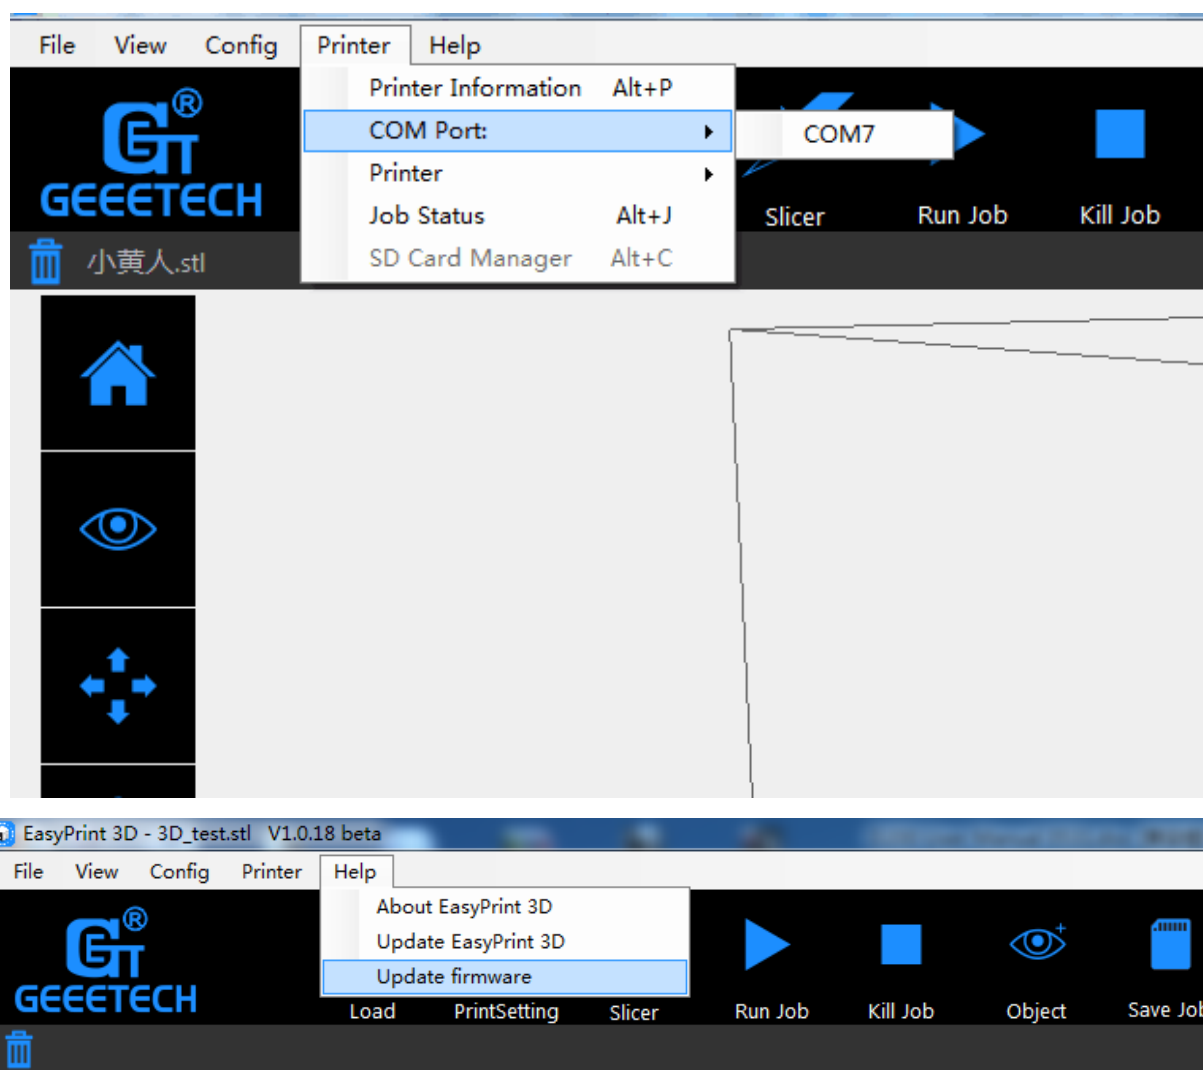 File View Config Printer Help
Printer Information Alt+P
COM Port:
COM7
Printer
Job Status Alt+J
SD Card Manager Alt+C
GET®
GEEETECH
Slicer Run Job Kill Job
小黄人.stl
EasyPrint 3D - 3D_test.stl V1.0.18 beta
File View Config Printer Help
About EasyPrint 3D
Update EasyPrint 3D
Update firmware
GET®
GEEETECH
Load PrintSetting Slicer Run Job Kill Job Object Save Job